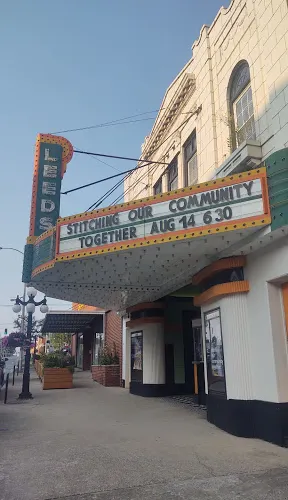 LEEDS
STITCHING OUR COMMUNITY
TOGETHER AUG 14 6:30